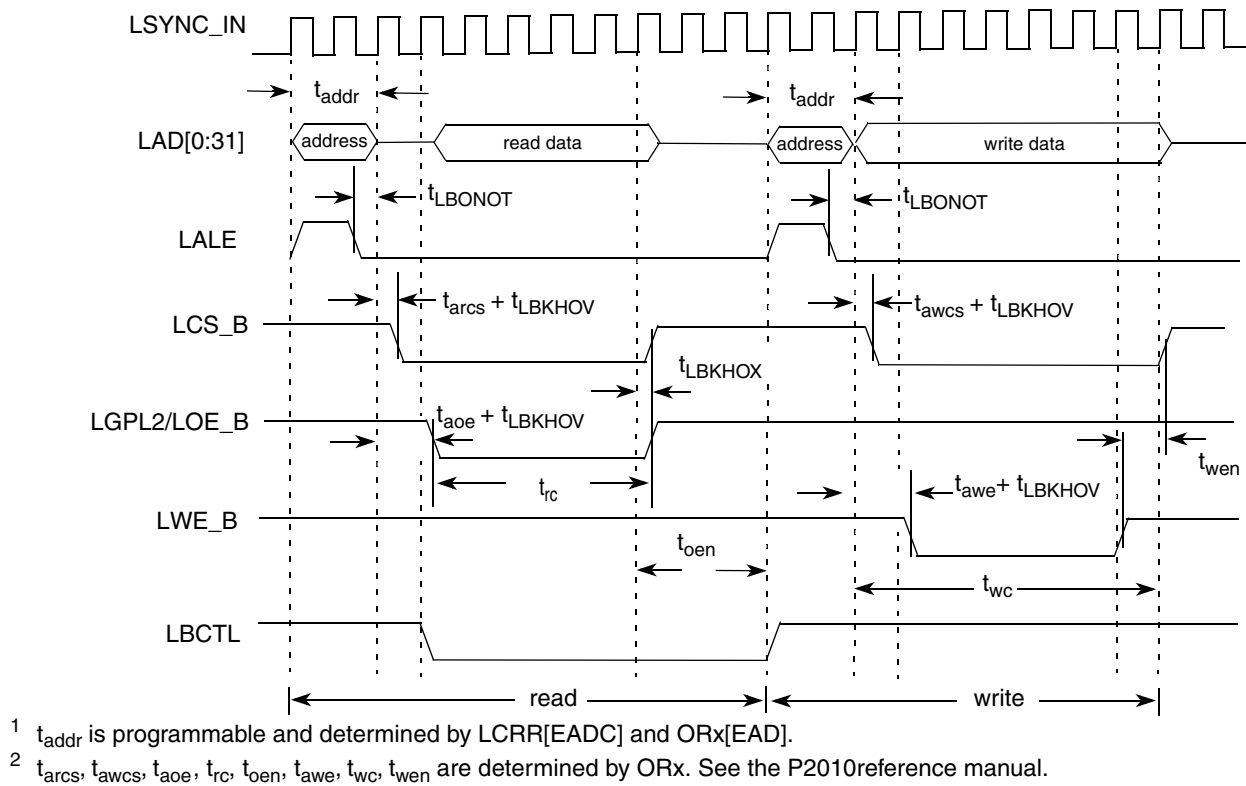 LSYNC_IN
t_addr
t_addr
LAD[0:31]
address
read data
address
write data
t_LBONOT
t_LBONOT
LALE
t_arcs + t_LBKHOV
t_awcs + t_LBKHOV
LCS_B
t_LBKHOX
t_aoe + t_LBKHOV
LGPL2/LOE_B
t_wen
t_rc
t_awe+ t_LBKHOV
LWE_B
t_oen
t_wc
LBCTL
read
write
1 t_addr is programmable and determined by LCRR[EADC] and ORx[EAD].
2 t_arcs, t_awcs, t_aoe, t_rc, t_oen, t_awe, t_wc, t_wen are determined by ORx. See the P2010reference manual.